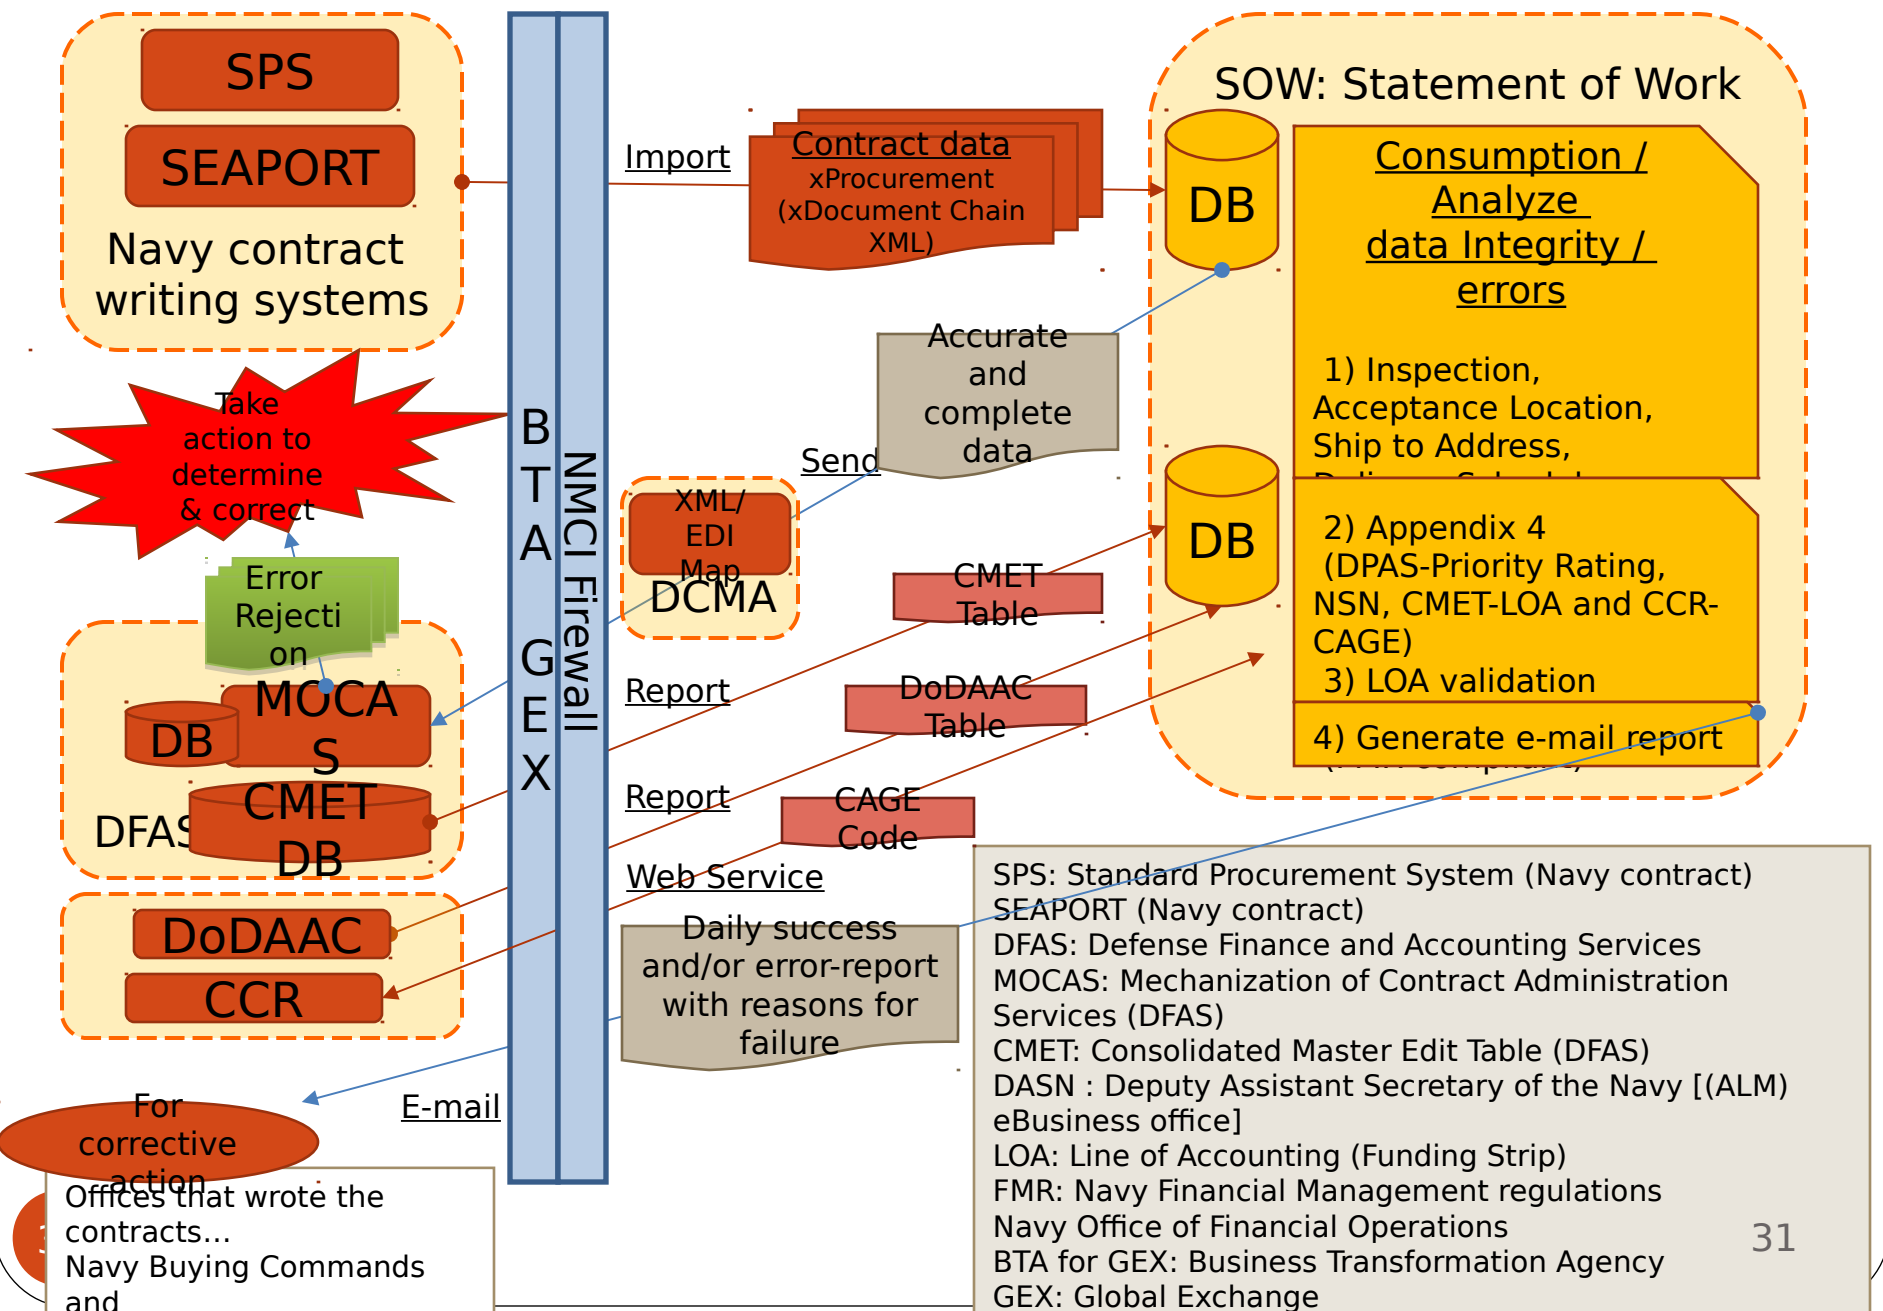 SPS
SEAPORT
Navy contract
writing systems
Take
action to
determine
& correct
Error
Rejecti
on
MOCA
S
DB
CMET
DB
DFAS
DoDAAC
CCR
For
corrective
action
E-mail
Offices that wrote the
contracts…
Navy Buying Commands
and
B
T
A
G
E
X
NMCI Firewall
Import
Contract data
xProcurement
(xDocument Chain
XML)
Accurate
and
complete
data
Send
XML/
EDI
Map
DCMA
CMET
Table
Report
DoDAAC
Table
Report
CAGE
Code
Web Service
Daily success
and/or error-report
with reasons for
failure
SOW: Statement of Work
DB
DB
Consumption /
Analyze
data Integrity /
errors
1) Inspection,
Acceptance Location,
Ship to Address,
2) Appendix 4
(DPAS-Priority Rating,
NSN, CMET-LOA and CCR-
CAGE)
3) LOA validation
4) Generate e-mail report
SPS: Standard Procurement System (Navy contract)
SEAPORT (Navy contract)
DFAS: Defense Finance and Accounting Services
MOCAS: Mechanization of Contract Administration
Services (DFAS)
CMET: Consolidated Master Edit Table (DFAS)
DASN : Deputy Assistant Secretary of the Navy [(ALM)
eBusiness office]
LOA: Line of Accounting (Funding Strip)
FMR: Navy Financial Management regulations
Navy Office of Financial Operations
BTA for GEX: Business Transformation Agency
GEX: Global Exchange
31